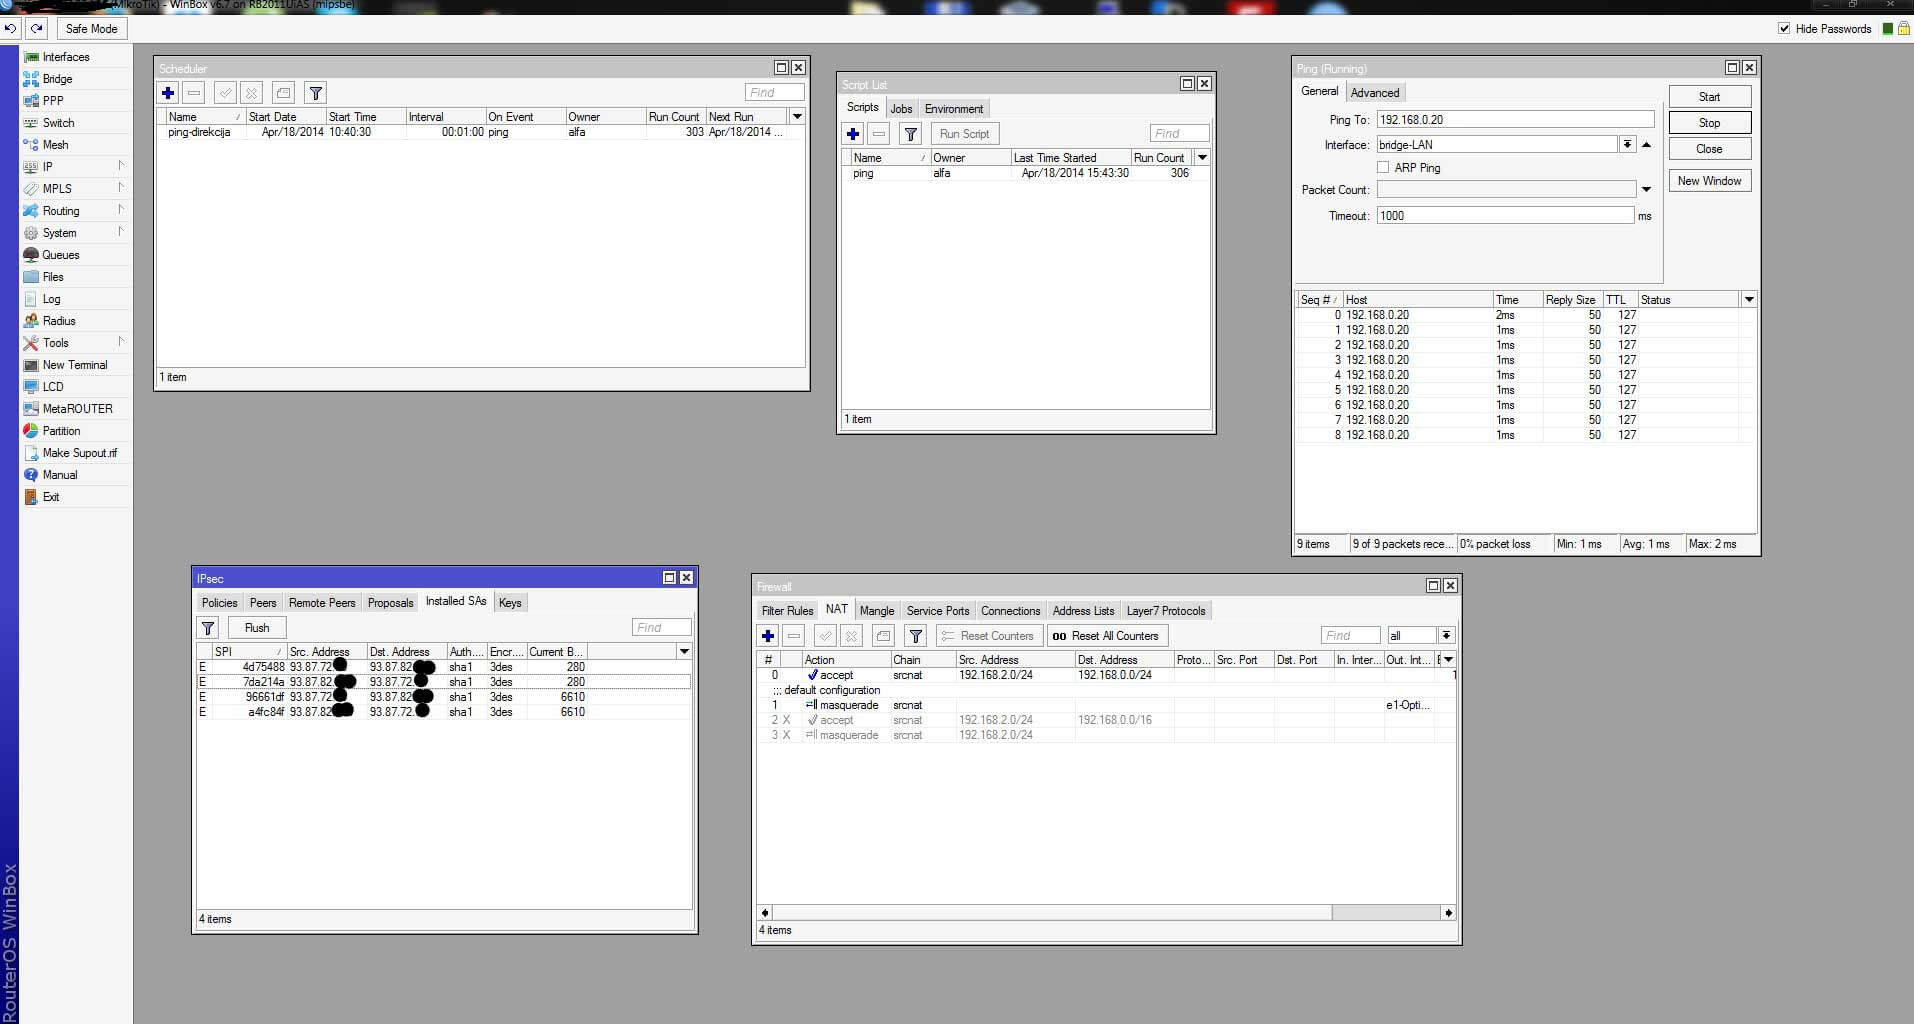 (MikroTik) - WinBox v6.7 on RB2011UiAS (mipsbe)
Safe Mode
Hide Passwords
Interfaces
Bridge
PPP
Switch
Mesh
IP
MPLS
Routing
System
Queues
Files
Log
Radius
Tools
New Terminal
LCD
MetaROUTER
Partition
Make Supout.rif
Manual
Exit
RouterOS WinBox
Scheduler
Find
Name / Start Date Start Time Interval On Event Owner Run Count Next Run
ping-direkcija Apr/18/2014 10:40:30 00:01:00 ping alfa 303 Apr/18/2014 ...
1 item
Script List
Scripts Jobs Environment
Run Script Find
Name / Owner Last Time Started Run Count
ping alfa Apr/18/2014 15:43:30 306
1 item
Ping (Running)
General Advanced
Ping To: 192.168.0.20
Interface: bridge-LAN
ARP Ping
Packet Count:
Timeout: 1000 ms
Start
Stop
Close
New Window
Seq # / Host Time Reply Size TTL Status
0 192.168.0.20 2ms 50 127
1 192.168.0.20 1ms 50 127
2 192.168.0.20 1ms 50 127
3 192.168.0.20 1ms 50 127
4 192.168.0.20 1ms 50 127
5 192.168.0.20 1ms 50 127
6 192.168.0.20 1ms 50 127
7 192.168.0.20 1ms 50 127
8 192.168.0.20 1ms 50 127
9 items 9 of 9 packets rece... 0% packet loss Min: 1 ms Avg: 1 ms Max: 2 ms
IPsec
Policies Peers Remote Peers Proposals Installed SAs Keys
Flush Find
SPI / Src. Address Dst. Address Auth.... Encr.... Current B...
E 4d75488 93.87.72. 93.87.82. sha1 3des 280
E 7da214a 93.87.82. 93.87.72. sha1 3des 280
E 96661df 93.87.72. 93.87.82. sha1 3des 6610
E a4fc84f 93.87.82. 93.87.72. sha1 3des 6610
4 items
Firewall
Filter Rules NAT Mangle Service Ports Connections Address Lists Layer7 Protocols
Reset Counters 00 Reset All Counters Find all
# Action Chain Src. Address Dst. Address Proto... Src. Port Dst. Port In. Inter... Out. Int...
0 accept srcnat 192.168.2.0/24 192.168.0.0/24
;;; default configuration
1 masquerade srcnat e1-Opti...
2 X accept srcnat 192.168.2.0/24 192.168.0.0/16
3 X masquerade srcnat 192.168.2.0/24
4 items